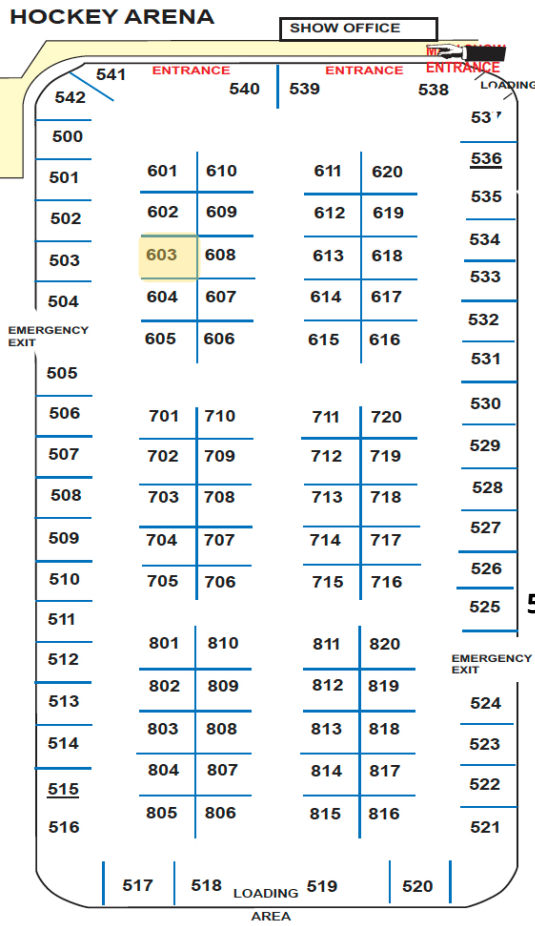 HOCKEY ARENA
SHOW OFFICE
541 ENTRANCE ENTRANCE ENTRANCE
542 540 539 538 LOADING
500 537
501 601 610 611 620 536
502 602 609 612 619 535
503 603 608 613 618 534
504 604 607 614 617 533
EMERGENCY
EXIT
605 606 615 616 532
505 531
506 701 710 711 720 530
507 702 709 712 719 529
508 703 708 713 718 528
509 704 707 714 717 527
510 705 706 715 716 526
511 525
512 801 810 811 820
EMERGENCY
EXIT
513 802 809 812 819 524
514 803 808 813 818 523
515 804 807 814 817 522
516 805 806 815 816 521
517 518 LOADING 519 520
AREA